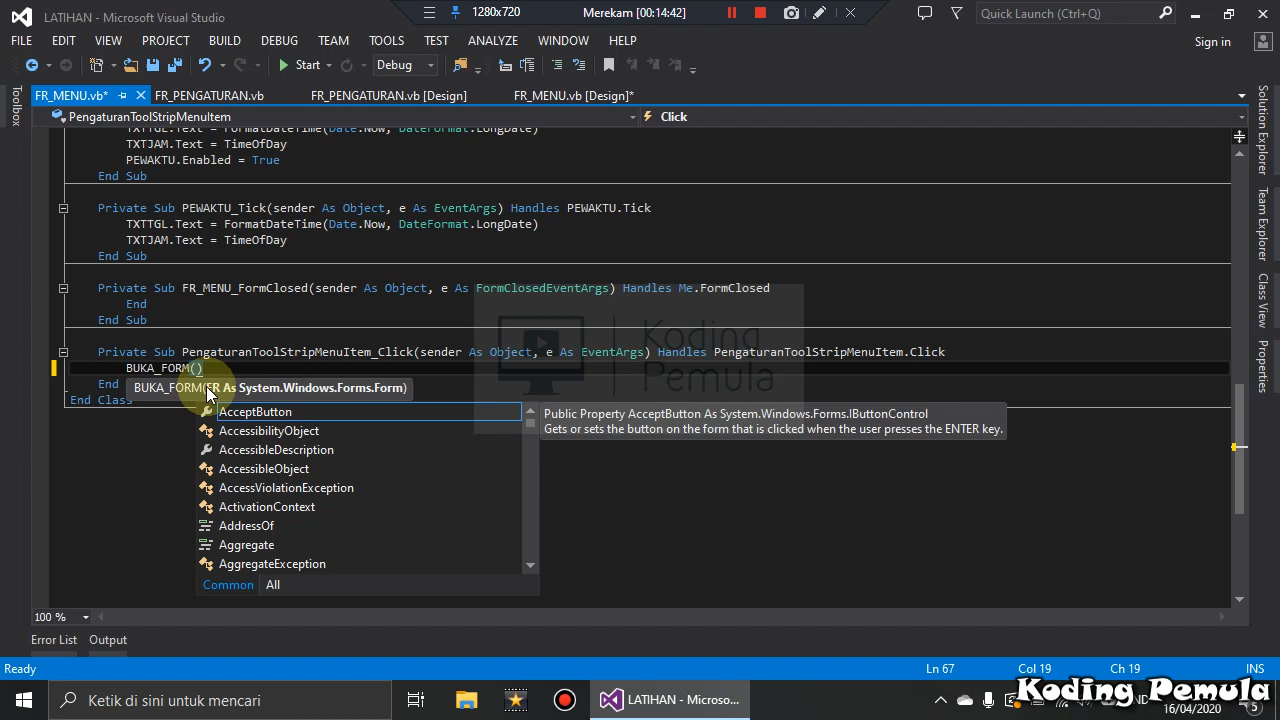 LATIHAN - Microsoft Visual Studio
1280x720
Merekam [00:14:42]
Quick Launch (Ctrl+Q)
FILE EDIT VIEW PROJECT BUILD DEBUG TEAM TOOLS TEST ANALYZE WINDOW HELP
Sign in
Start
Debug
FR_MENU.vb*
FR_PENGATURAN.vb
FR_PENGATURAN.vb [Design]
FR_MENU.vb [Design]*
Toolbox
PengaturanToolStripMenuItem
Click
TXTTGL.Text = FormatDateTime(Date.Now, DateFormat.LongDate)
TXTJAM.Text = TimeOfDay
PEWAKTU.Enabled = True
End Sub
Private Sub PEWAKTU_Tick(sender As Object, e As EventArgs) Handles PEWAKTU.Tick
TXTTGL.Text = FormatDateTime(Date.Now, DateFormat.LongDate)
TXTJAM.Text = TimeOfDay
End Sub
Private Sub FR_MENU_FormClosed(sender As Object, e As FormClosedEventArgs) Handles Me.FormClosed
End
End Sub
Private Sub PengaturanToolStripMenuItem_Click(sender As Object, e As EventArgs) Handles PengaturanToolStripMenuItem.Click
BUKA_FORM()
End
BUKA_FORM(FR As System.Windows.Forms.Form)
End Class
AcceptButton
AccessibilityObject
AccessibleDescription
AccessibleObject
AccessViolationException
ActivationContext
AddressOf
Aggregate
AggregateException
Common
All
Public Property AcceptButton As System.Windows.Forms.IButtonControl
Gets or sets the button on the form that is clicked when the user presses the ENTER key.
Koding
Pemula
Solution Explorer
Team Explorer
Class View
Properties
100 %
Error List
Output
Ready
Ln 67
Col 19
Ch 19
INS
Ketik di sini untuk mencari
LATIHAN - Microso...
Koding Pemula
16/04/2020
5